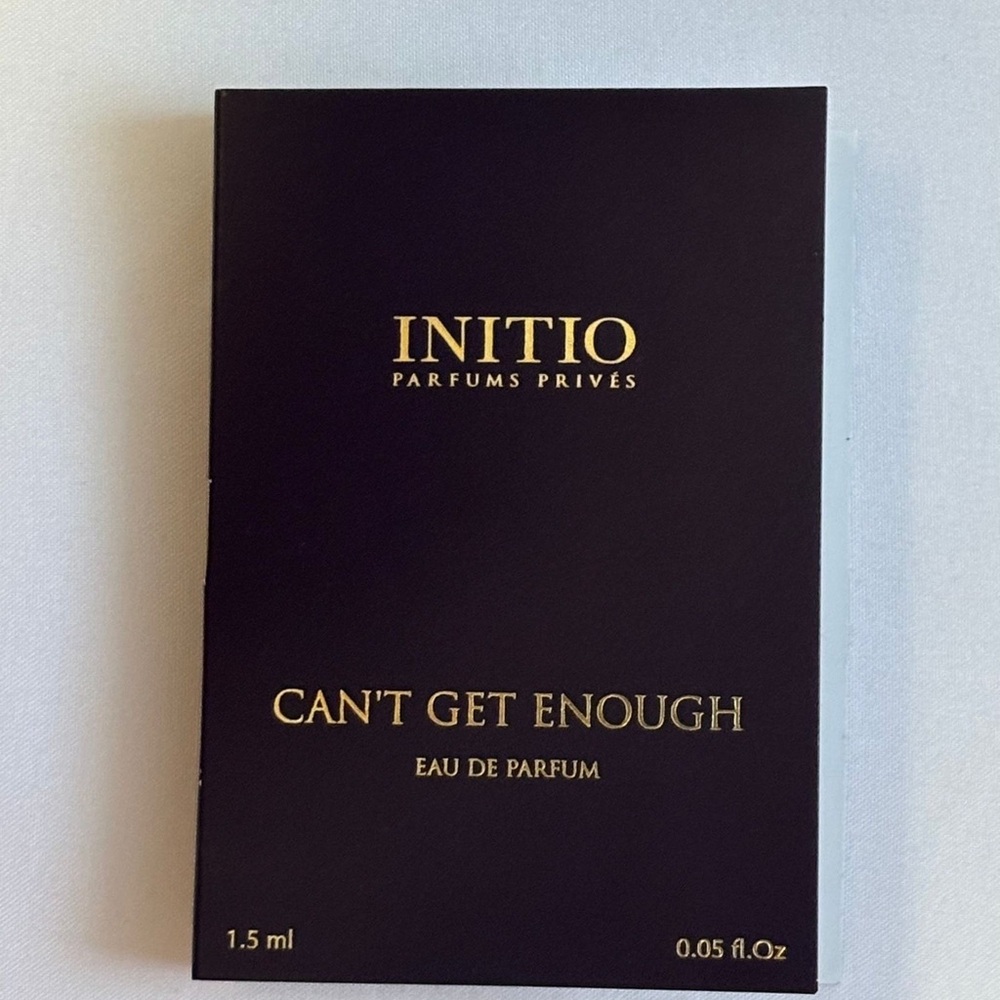 INITIO
PARFUMS PRIVÉS
CAN'T GET ENOUGH
EAU DE PARFUM
1.5 ml
0.05 fl.Oz